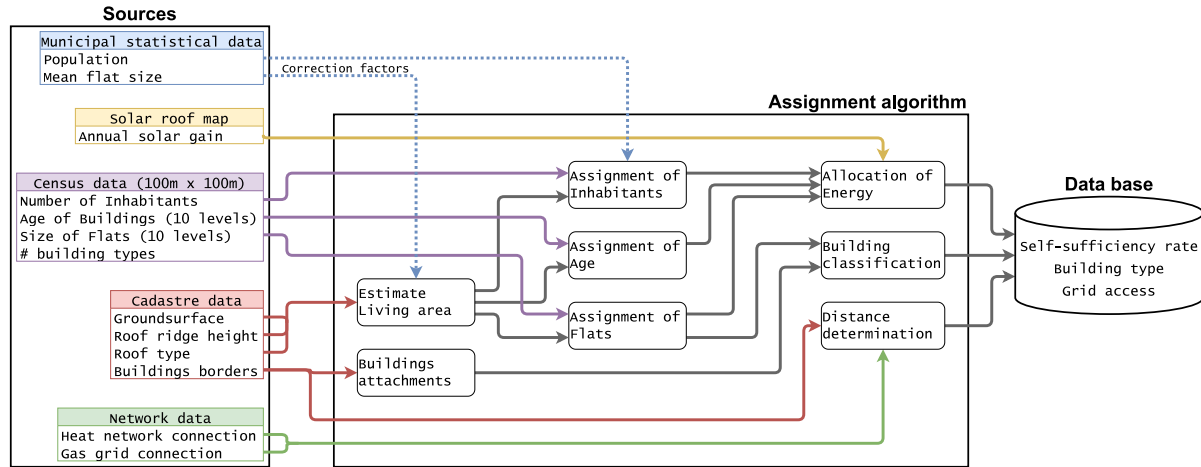 Sources
Municipal statistical data
Population
Mean flat size
Correction factors
Solar roof map
Annual solar gain
Census data (100m x 100m)
Number of Inhabitants
Age of Buildings (10 levels)
Size of Flats (10 levels)
# building types
Cadastre data
Groundsurface
Roof ridge height
Roof type
Buildings borders
Network data
Heat network connection
Gas grid connection
Assignment algorithm
Estimate
Living area
Buildings
attachments
Assignment of
Inhabitants
Assignment of
Age
Assignment of
Flats
Allocation of
Energy
Building
classification
Distance
determination
Data base
Self-sufficiency rate
Building type
Grid access